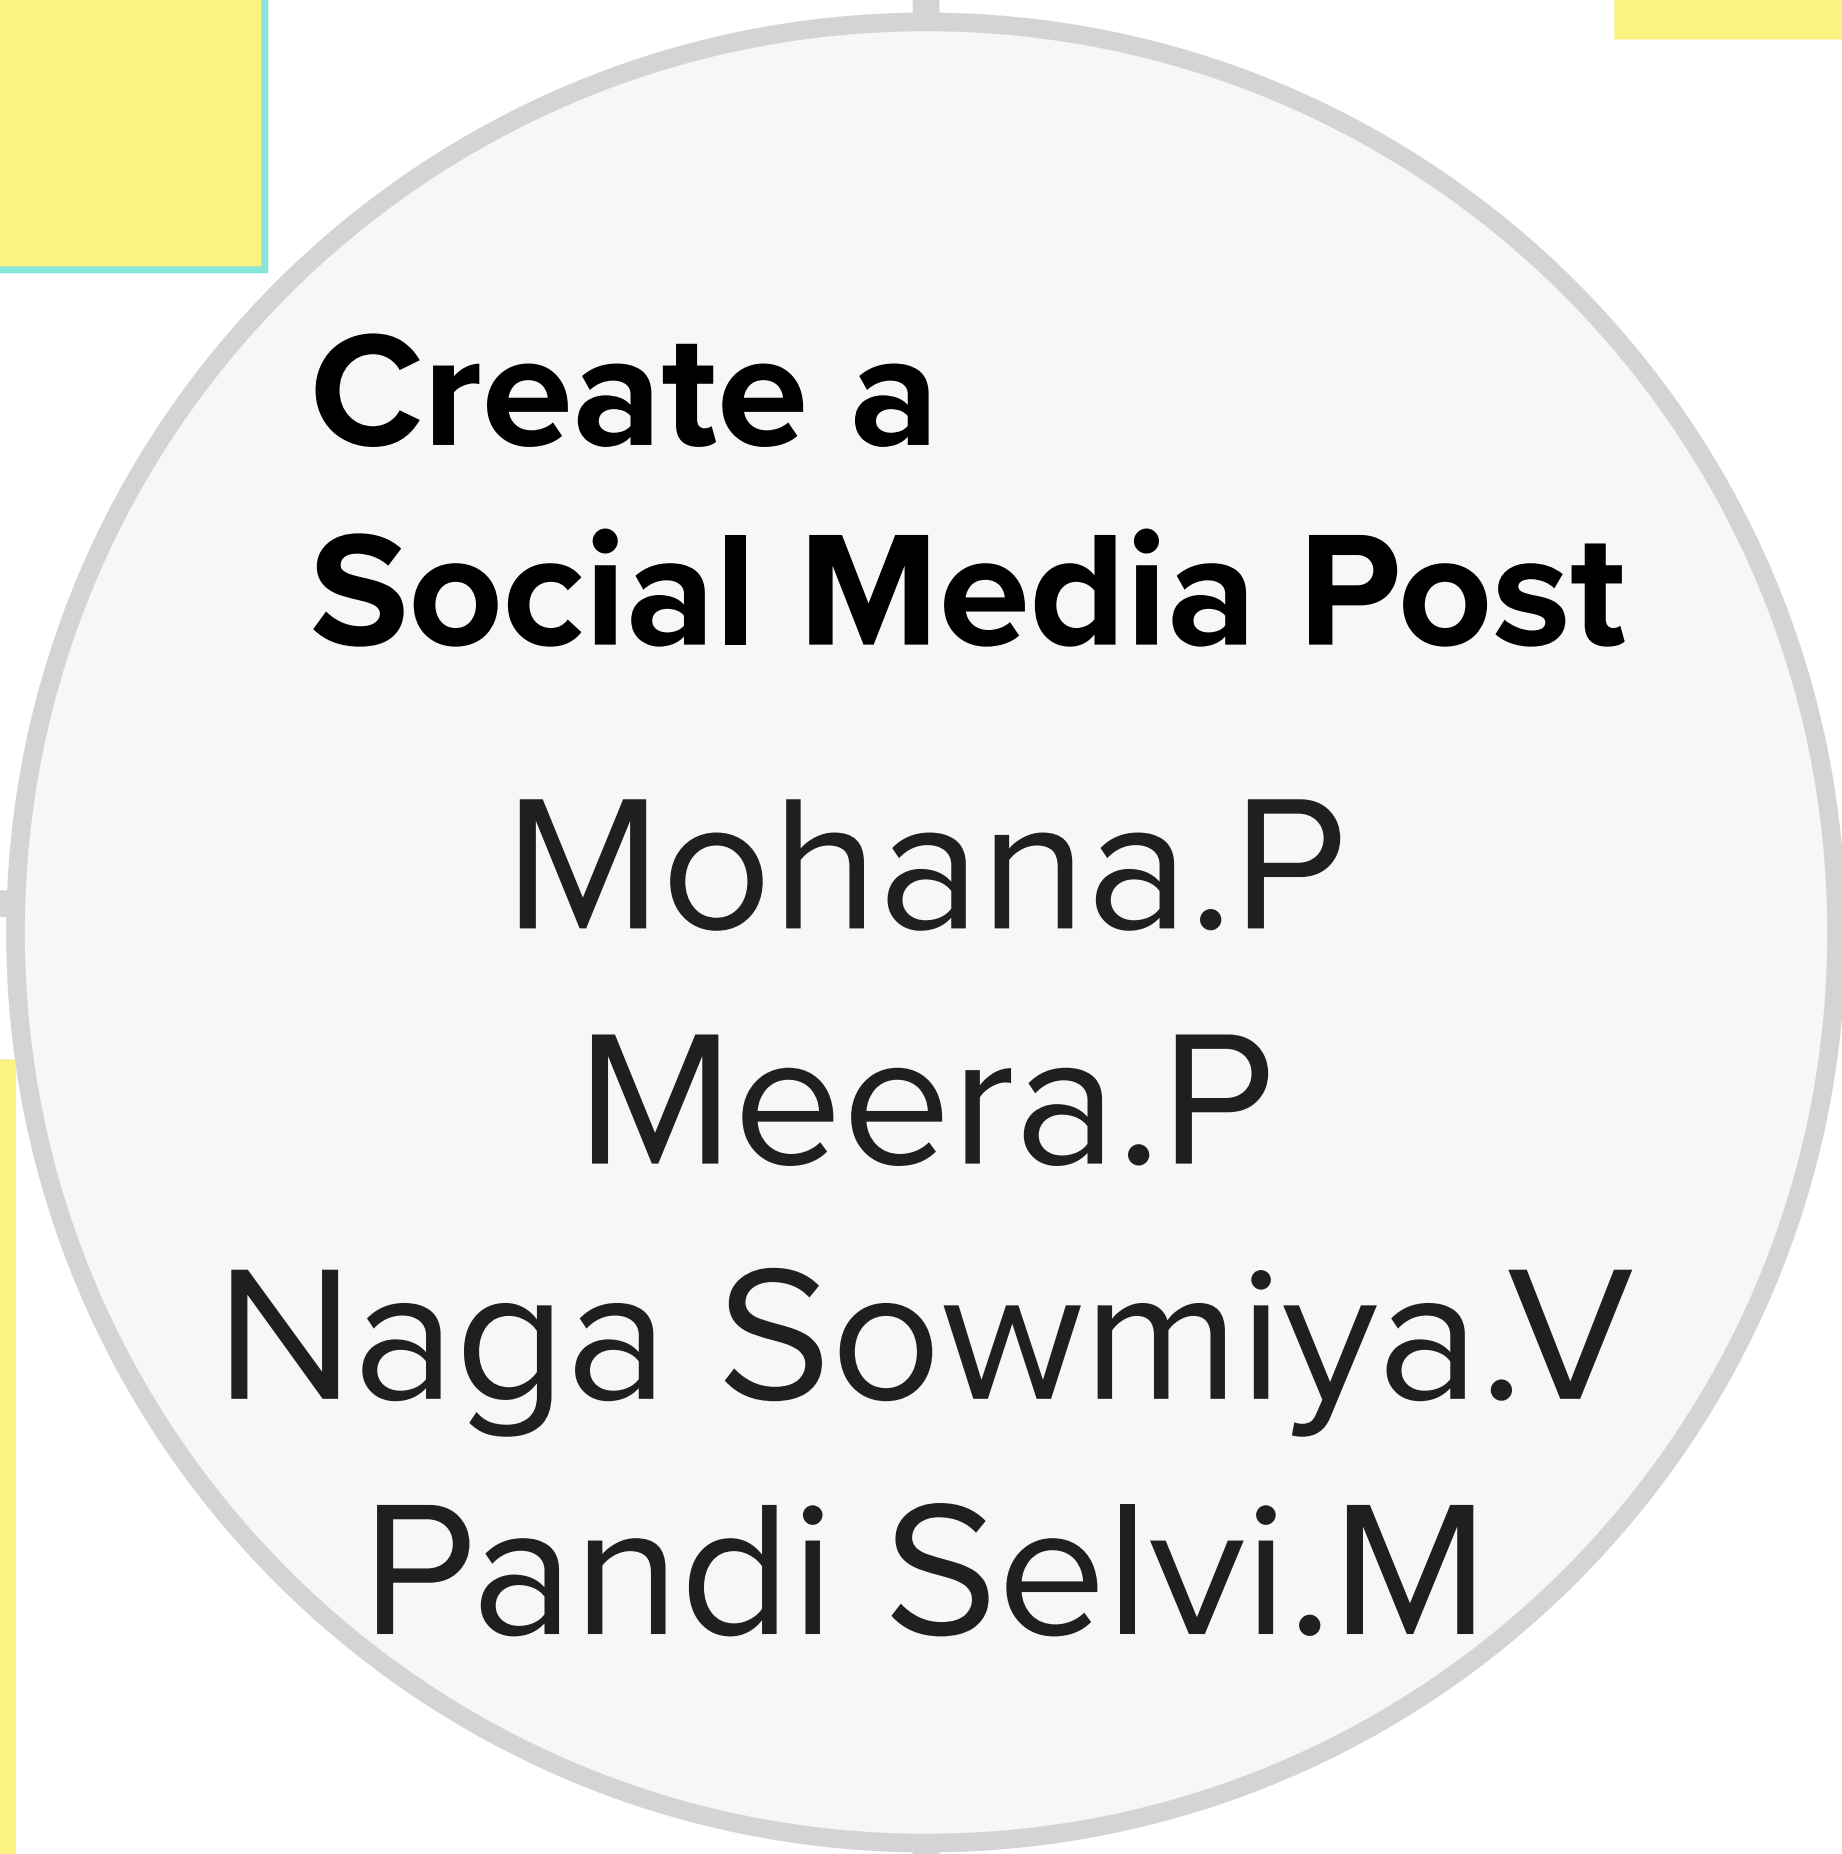 Create a
Social Media Post
Mohana.P
Meera.P
Naga Sowmiya.V
Pandi Selvi.M